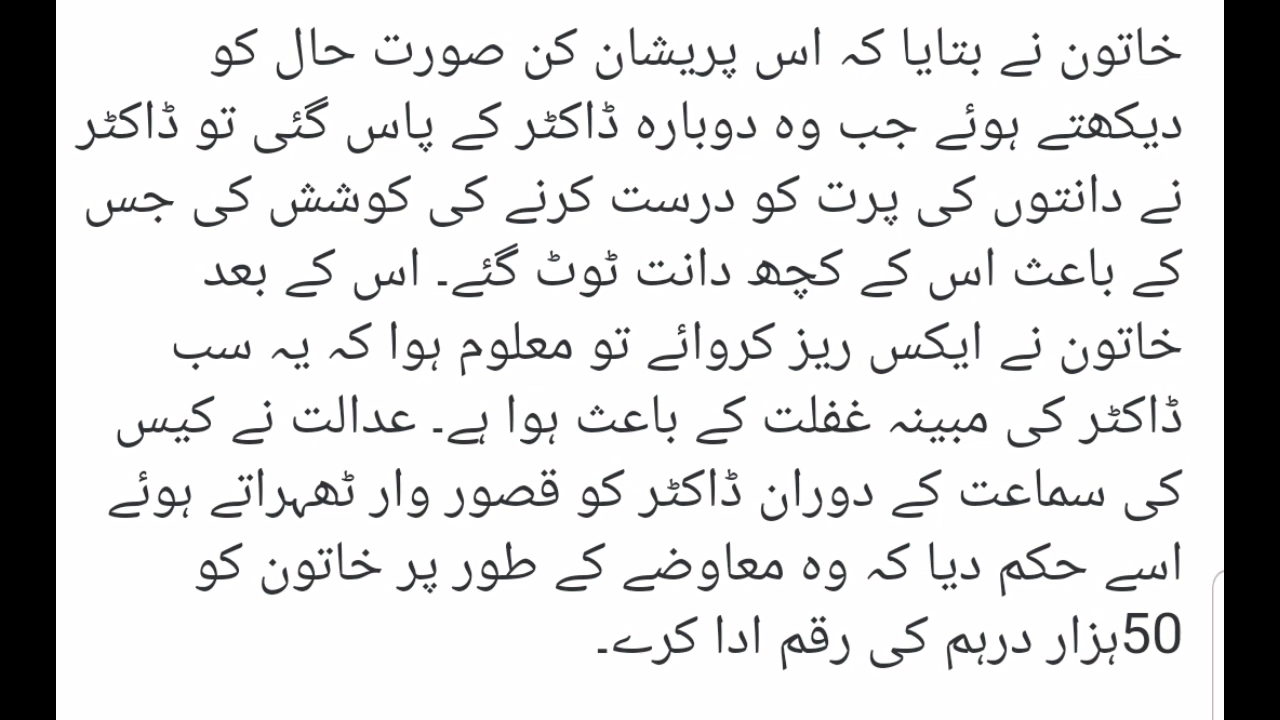 خاتون نے بتایا کہ اس پریشان کن صورت حال کو
دیکھتے ہوئے جب وہ دوبارہ ڈاکٹر کے پاس گئی تو ڈاکٹر
نے دانتوں کی پرت کو درست کرنے کی کوشش کی جس
کے باعث اس کے کچھ دانت ٹوٹ گئے۔ اس کے بعد
خاتون نے ایکس ریز کروائے تو معلوم ہوا کہ یہ سب
ڈاکٹر کی مبینہ غفلت کے باعث ہوا ہے۔ عدالت نے کیس
کی سماعت کے دوران ڈاکٹر کو قصور وار ٹھہراتے ہوئے
اسے حکم دیا کہ وہ معاوضے کے طور پر خاتون کو
50ہزار درہم کی رقم ادا کرے۔